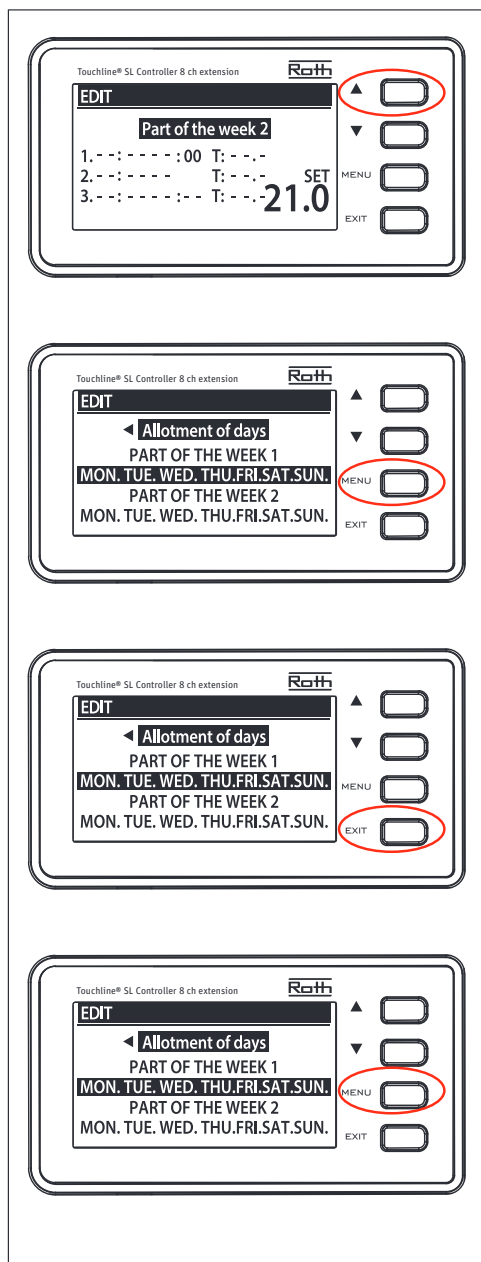 Touchline® SL Controller 8 ch extension Roth
EDIT
Part of the week 2
1.--:-- --:00 T: --.-
2.--:-- -- T: --.- SET
3.--:-- --:-- T: --.- 21.0
▲
▼
MENU
EXIT
Touchline® SL Controller 8 ch extension Roth
EDIT
◄ Allotment of days
PART OF THE WEEK 1
MON. TUE. WED. THU.FRI.SAT.SUN.
PART OF THE WEEK 2
MON. TUE. WED. THU.FRI.SAT.SUN.
▲
▼
MENU
EXIT
Touchline® SL Controller 8 ch extension Roth
EDIT
◄ Allotment of days
PART OF THE WEEK 1
MON. TUE. WED. THU.FRI.SAT.SUN.
PART OF THE WEEK 2
MON. TUE. WED. THU.FRI.SAT.SUN.
▲
▼
MENU
EXIT
Touchline® SL Controller 8 ch extension Roth
EDIT
◄ Allotment of days
PART OF THE WEEK 1
MON. TUE. WED. THU.FRI.SAT.SUN.
PART OF THE WEEK 2
MON. TUE. WED. THU.FRI.SAT.SUN.
▲
▼
MENU
EXIT